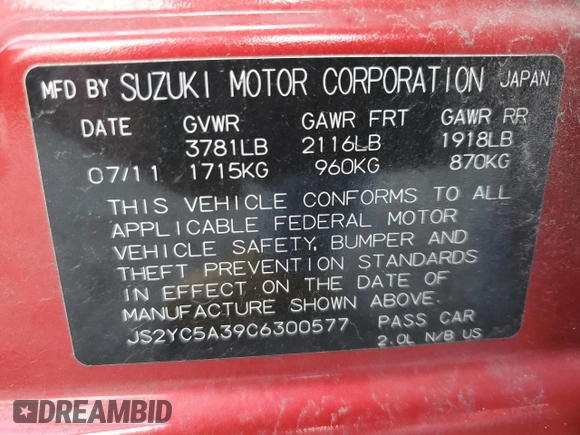 MFD BY SUZUKI MOTOR CORPORATION JAPAN
DATE GVWR GAWR FRT GAWR RR
3781LB 2116LB 1918LB
07/11 1715KG 960KG 870KG
THIS VEHICLE CONFORMS TO ALL
APPLICABLE FEDERAL MOTOR
VEHICLE SAFETY, BUMPER AND
THEFT PREVENTION STANDARDS
IN EFFECT ON THE DATE OF
MANUFACTURE SHOWN ABOVE.
JS2YC5A39C6300577 PASS CAR
2.0L N/B US
DREAMBID